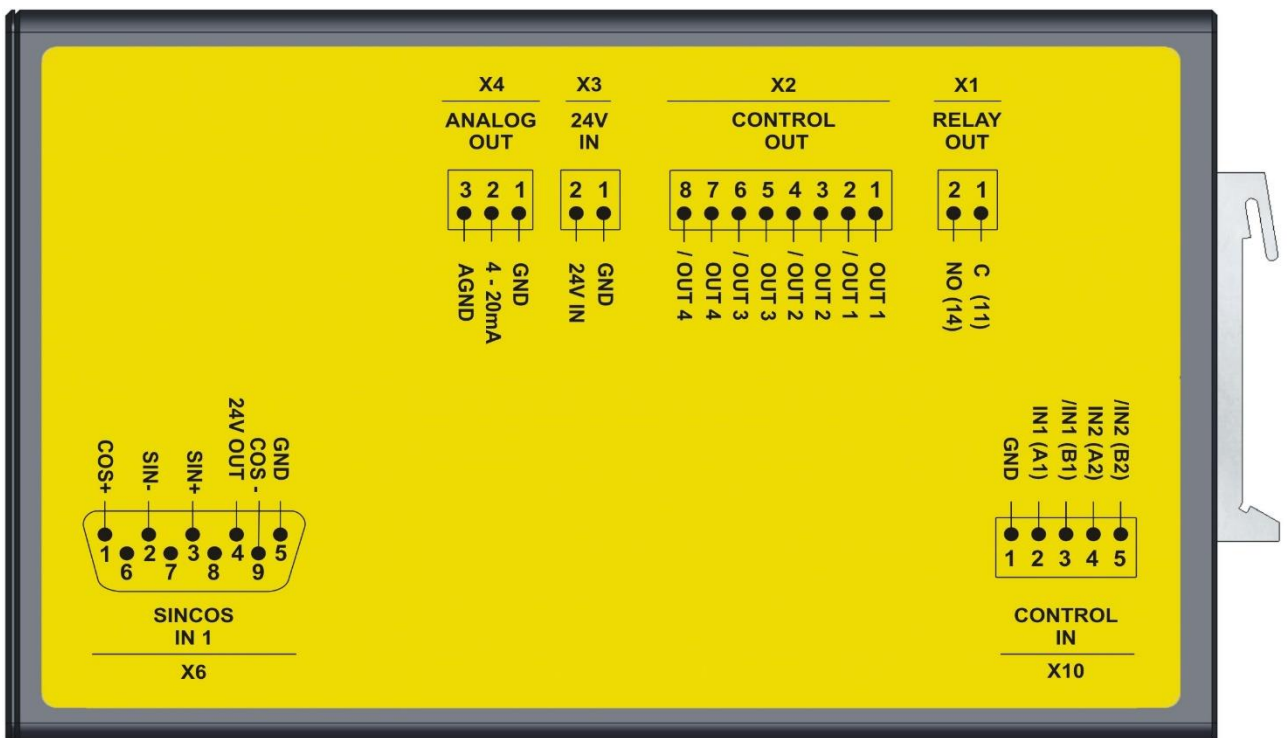 X4
ANALOG
OUT
3 2 1
AGND
4 - 20mA
GND
X3
24V
IN
2 1
24V IN
GND
X2
CONTROL
OUT
8 7 6 5 4 3 2 1
/ OUT 4
OUT 4
/ OUT 3
OUT 3
/ OUT 2
OUT 2
/ OUT 1
OUT 1
X1
RELAY
OUT
2 1
NO (14)
C (11)
COS+
SIN-
SIN+
24V OUT
COS -
GND
1 2 3 4 5
6 7 8 9
SINCOS
IN 1
X6
GND
IN1 (A1)
/IN1 (B1)
IN2 (A2)
/IN2 (B2)
1 2 3 4 5
CONTROL
IN
X10